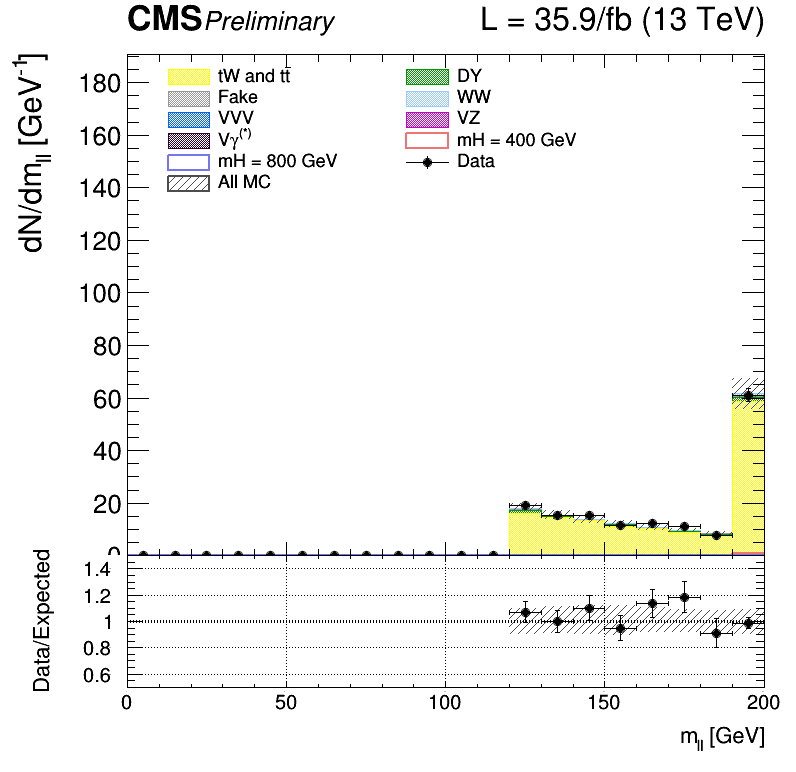 CMS Preliminary L = 35.9/fb (13 TeV)
dN/dm_ll [GeV⁻¹]
180
160
140
120
100
80
60
40
20
0
tW and tt̄
Fake
VVV
Vγ(*)
mH = 800 GeV
All MC
DY
WW
VZ
mH = 400 GeV
Data
Data/Expected
1.4
1.2
1
0.8
0.6
0 50 100 150 200
m_ll [GeV]